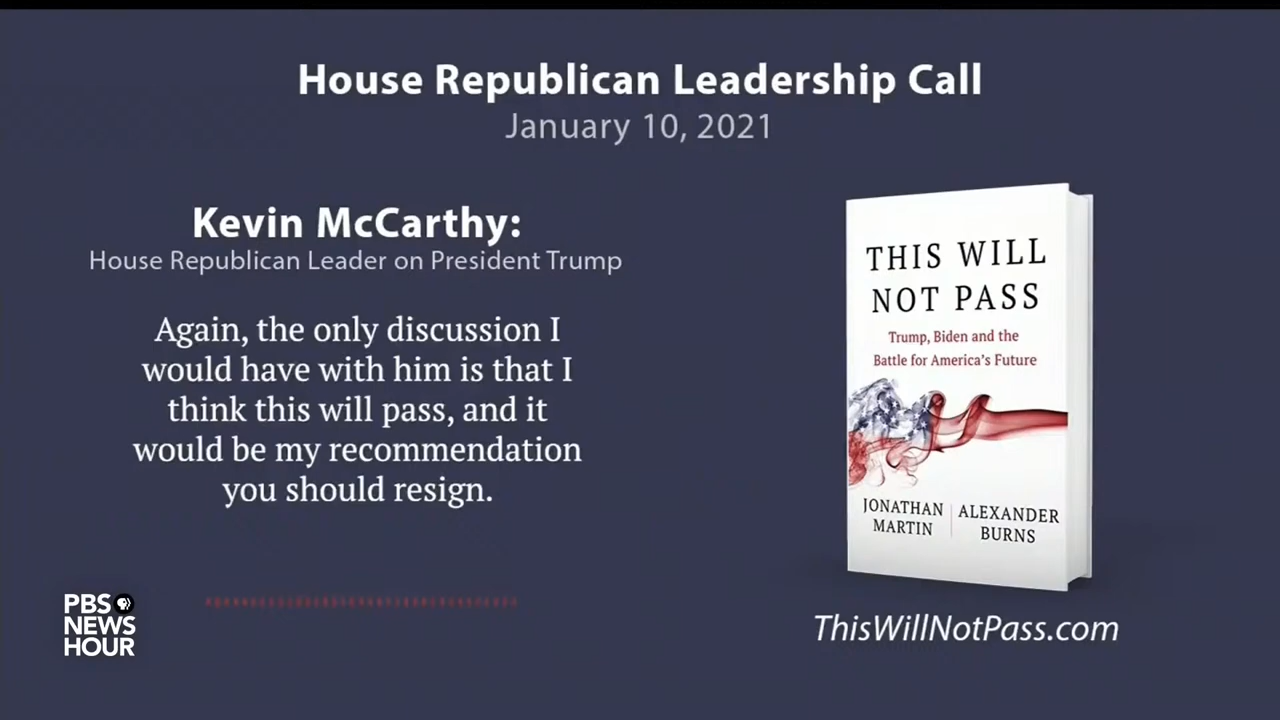 House Republican Leadership Call
January 10, 2021
Kevin McCarthy:
House Republican Leader on President Trump
Again, the only discussion I
would have with him is that I
think this will pass, and it
would be my recommendation
you should resign.
THIS WILL
NOT PASS
Trump, Biden and the
Battle for America's Future
JONATHAN
MARTIN
ALEXANDER
BURNS
ThisWillNotPass.com
PBS
NEWS
HOUR